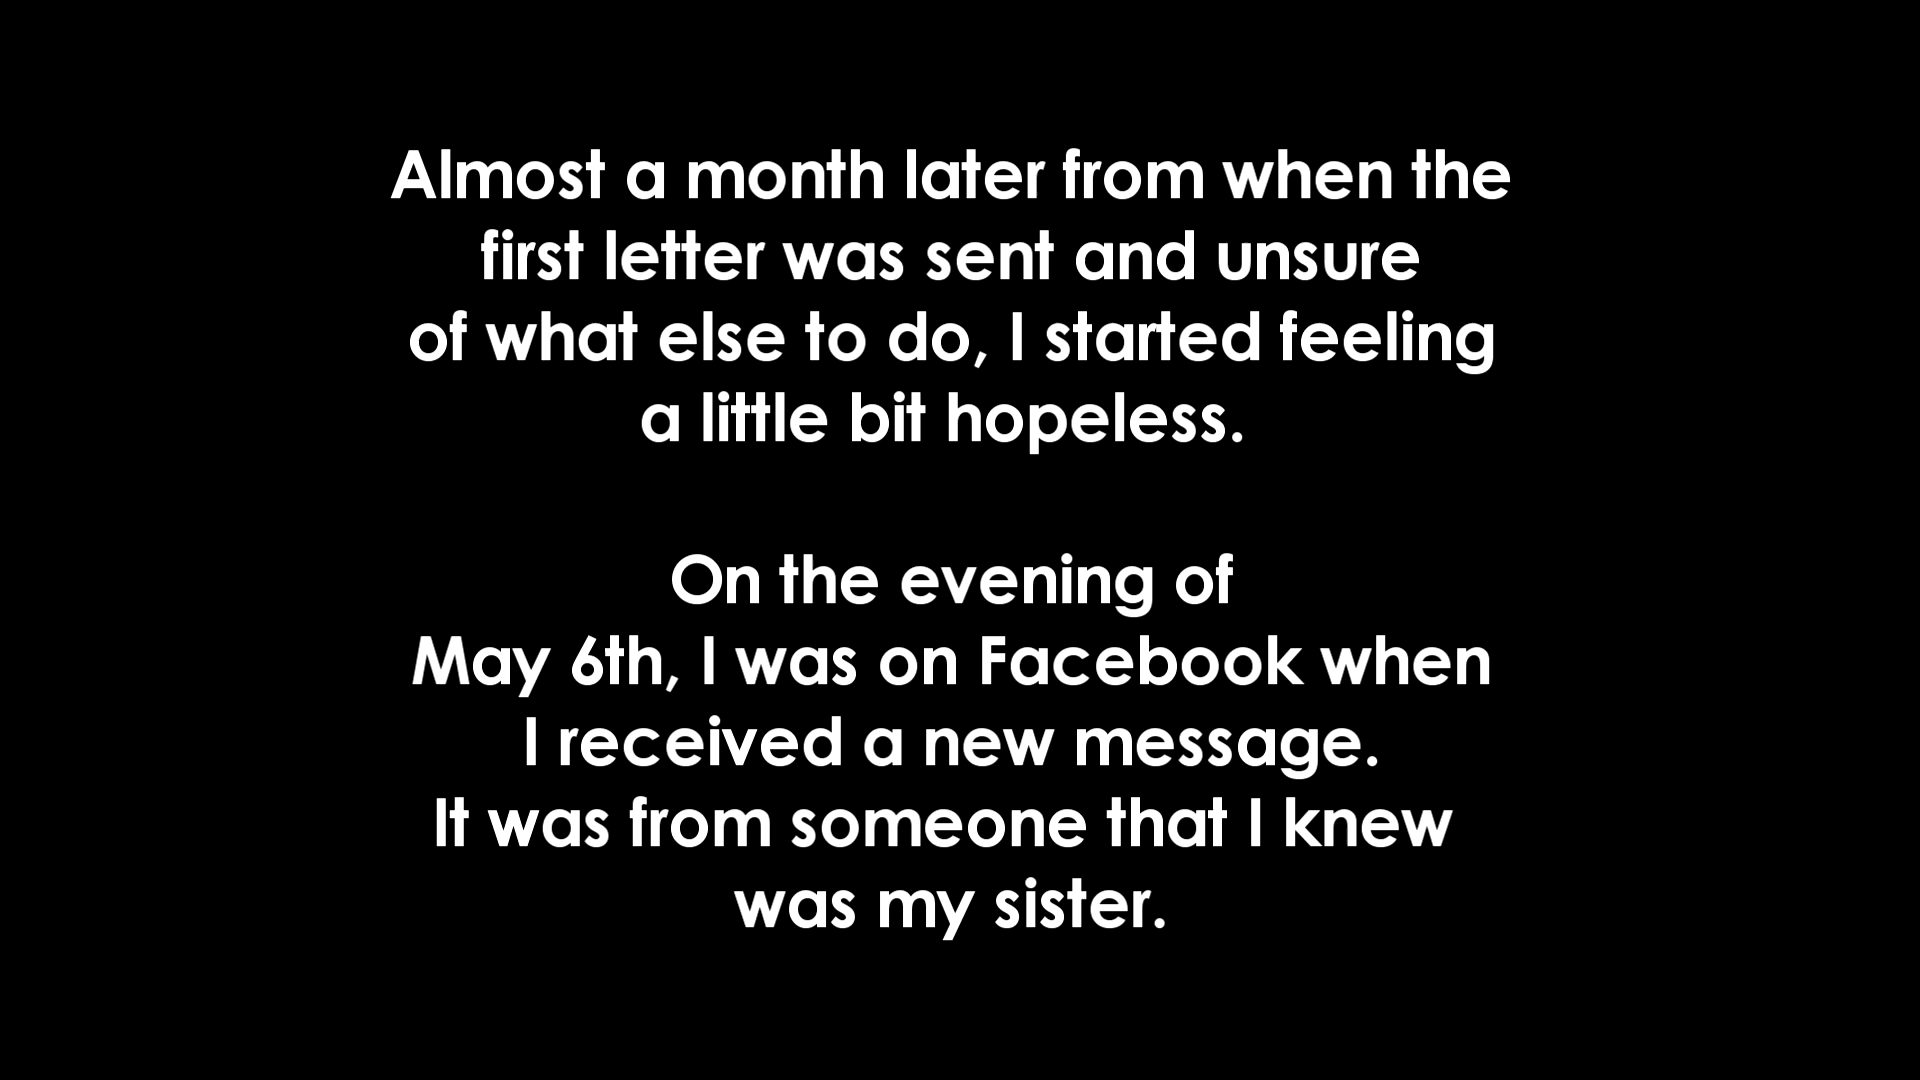 Almost a month later from when the
first letter was sent and unsure
of what else to do, I started feeling
a little bit hopeless.
On the evening of
May 6th, I was on Facebook when
I received a new message.
It was from someone that I knew
was my sister.